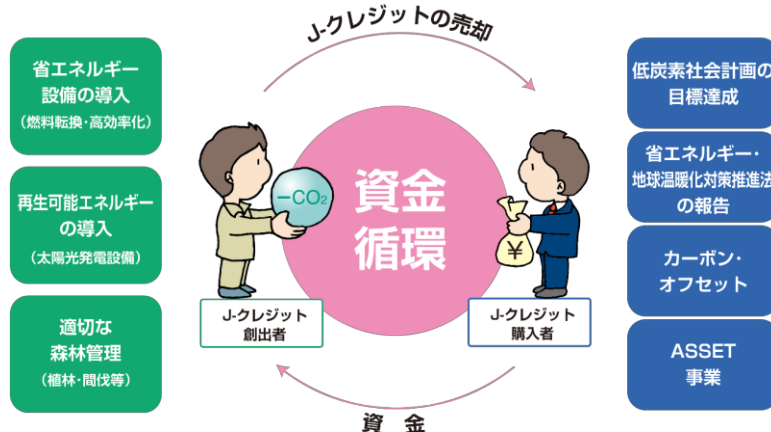 J-クレジットの売却
省エネルギー
設備の導入
(燃料転換・高効率化)
再生可能エネルギー
の導入
(太陽光発電設備)
適切な
森林管理
(植林・間伐等)
−CO₂
資金
循環
¥
J-クレジット
創出者
J-クレジット
購入者
資 金
低炭素社会計画の
目標達成
省エネルギー・
地球温暖化対策推進法
の報告
カーボン・
オフセット
ASSET
事業